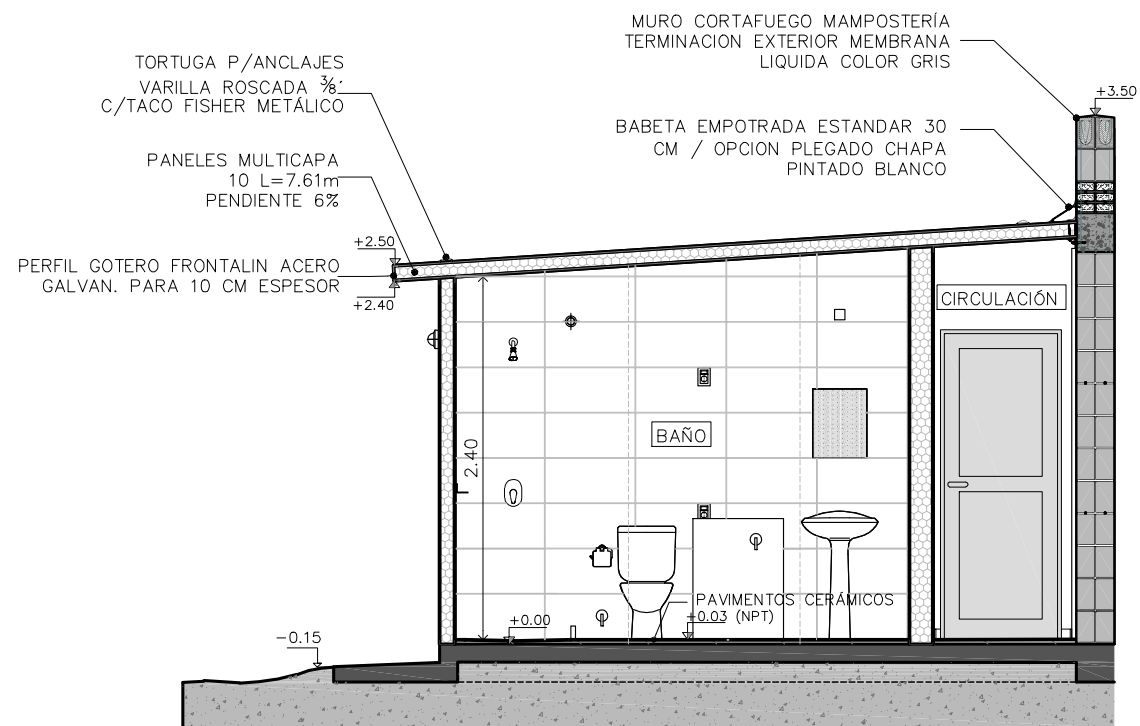 MURO CORTAFUEGO MAMPOSTERÍA
TERMINACION EXTERIOR MEMBRANA
LIQUIDA COLOR GRIS
TORTUGA P/ANCLAJES
VARILLA ROSCADA ⅜´
C/TACO FISHER METÁLICO
+3.50
BABETA EMPOTRADA ESTANDAR 30
CM / OPCION PLEGADO CHAPA
PINTADO BLANCO
PANELES MULTICAPA
10 L=7.61m
PENDIENTE 6%
+2.50
PERFIL GOTERO FRONTALIN ACERO
GALVAN. PARA 10 CM ESPESOR
+2.40
CIRCULACIÓN
BAÑO
2.40
PAVIMENTOS CERÁMICOS
+0.00
+0.03 (NPT)
-0.15